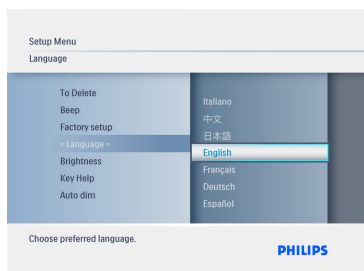 Setup Menu
Language
To Delete
Beep
Factory setup
< Language >
Brightness
Key Help
Auto dim
Italiano
中文
日本語
English
Français
Deutsch
Español
Choose preferred language.
PHILIPS